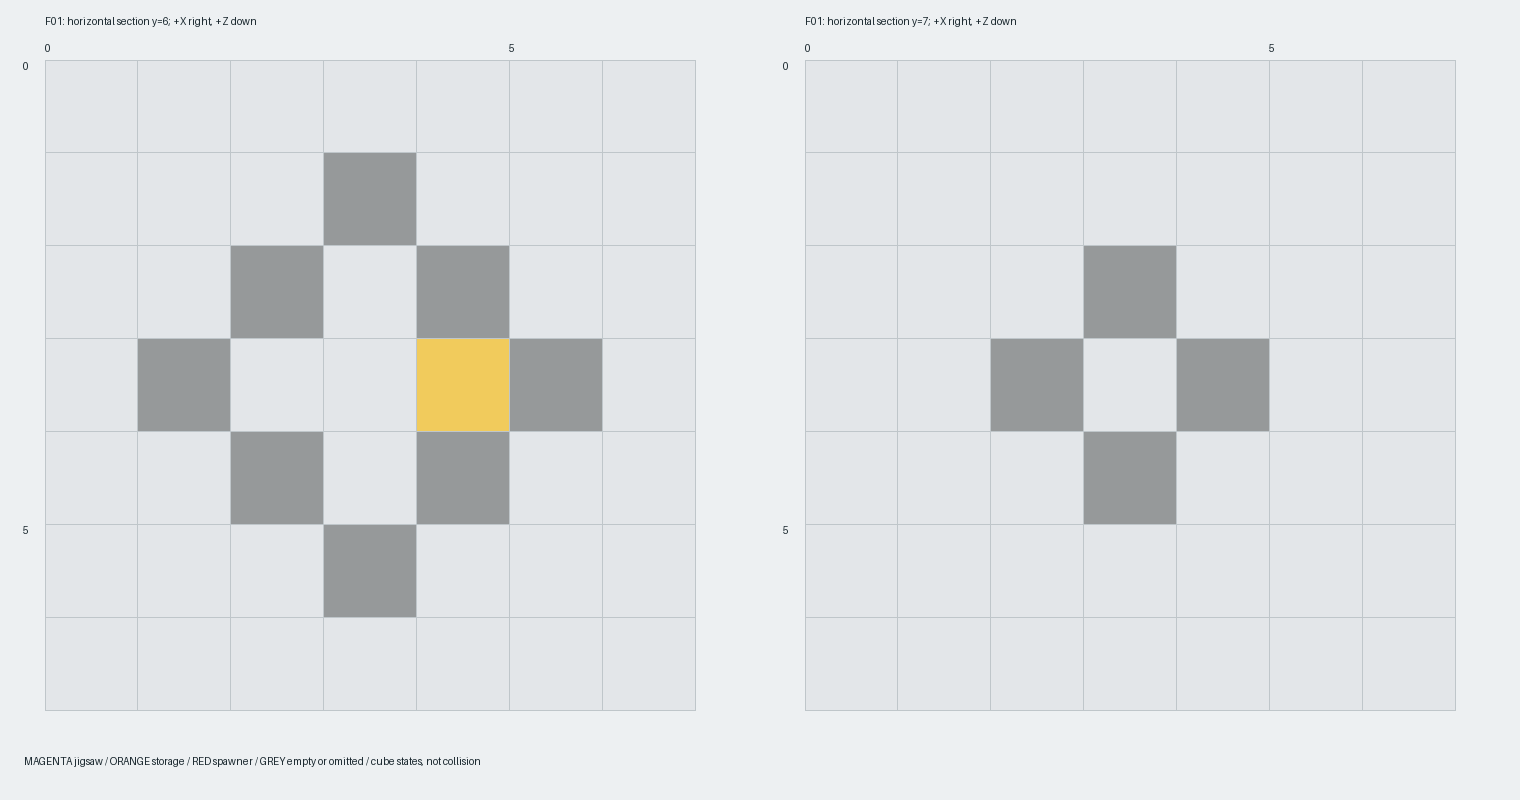 F01: horizontal section y=6; +X right, +Z down
F01: horizontal section y=7; +X right, +Z down
0 5
0 5
0
0
5
5
MAGENTA jigsaw / ORANGE storage / RED spawner / GREY empty or omitted / cube states, not collision